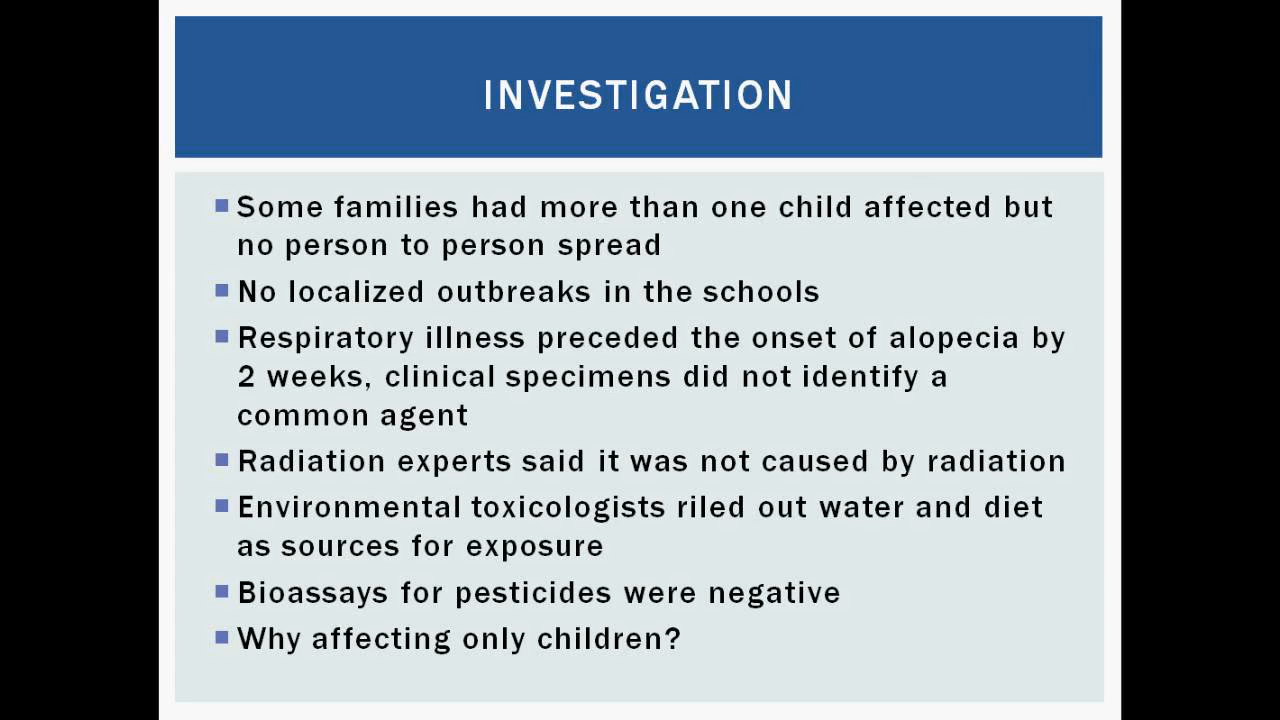 INVESTIGATION
Some families had more than one child affected but
no person to person spread
No localized outbreaks in the schools
Respiratory illness preceded the onset of alopecia by
2 weeks, clinical specimens did not identify a
common agent
Radiation experts said it was not caused by radiation
Environmental toxicologists riled out water and diet
as sources for exposure
Bioassays for pesticides were negative
Why affecting only children?